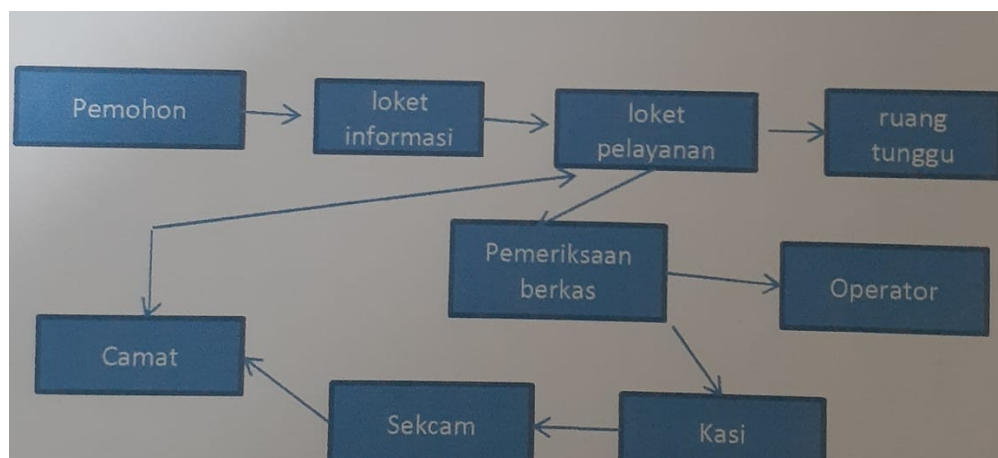 Pemohon
loket
informasi
loket
pelayanan
ruang
tunggu
Pemeriksaan
berkas
Operator
Camat
Sekcam
Kasi